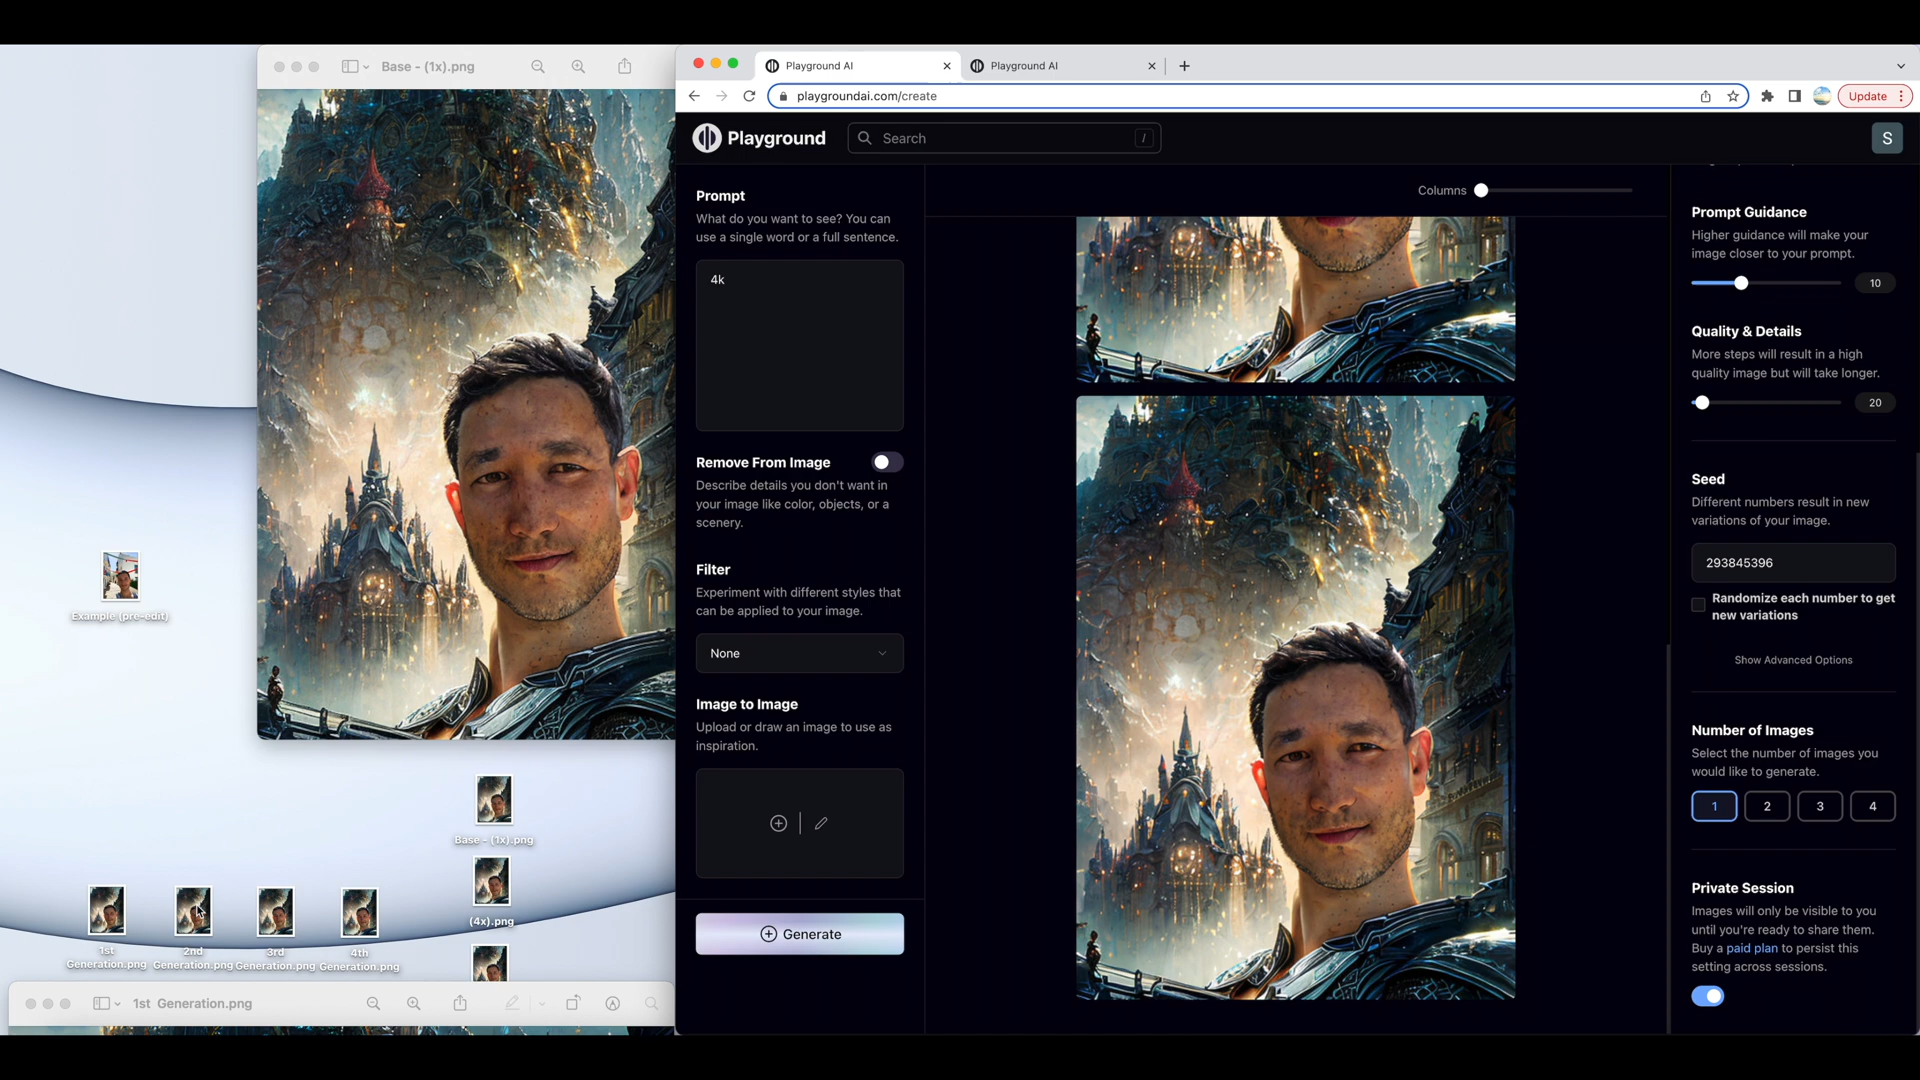 Base - (1x).png
Playground AI
Playground AI
playgroundai.com/create
Update
Playground
Search
/
S
Prompt
What do you want to see? You can
use a single word or a full sentence.
4k
Remove From Image
Describe details you don't want in
your image like color, objects, or a
scenery.
Filter
Experiment with different styles that
can be applied to your image.
None
Image to Image
Upload or draw an image to use as
inspiration.
Generate
Columns
Prompt Guidance
Higher guidance will make your
image closer to your prompt.
10
Quality & Details
More steps will result in a high
quality image but will take longer.
20
Seed
Different numbers result in new
variations of your image.
293845396
Randomize each number to get
new variations
Show Advanced Options
Number of Images
Select the number of images you
would like to generate.
1
2
3
4
Private Session
Images will only be visible to you
until you're ready to share them.
Buy a paid plan to persist this
setting across sessions.
Example (pre-edit)
Base - (1x).png
(4x).png
1st
Generation.png
2nd
Generation.png
3rd
Generation.png
4th
Generation.png
1st Generation.png